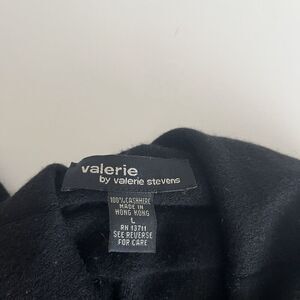 valerie
by valerie stevens
100% CASHMERE
MADE IN
HONG KONG
L
RN 13711
SEE REVERSE
FOR CARE